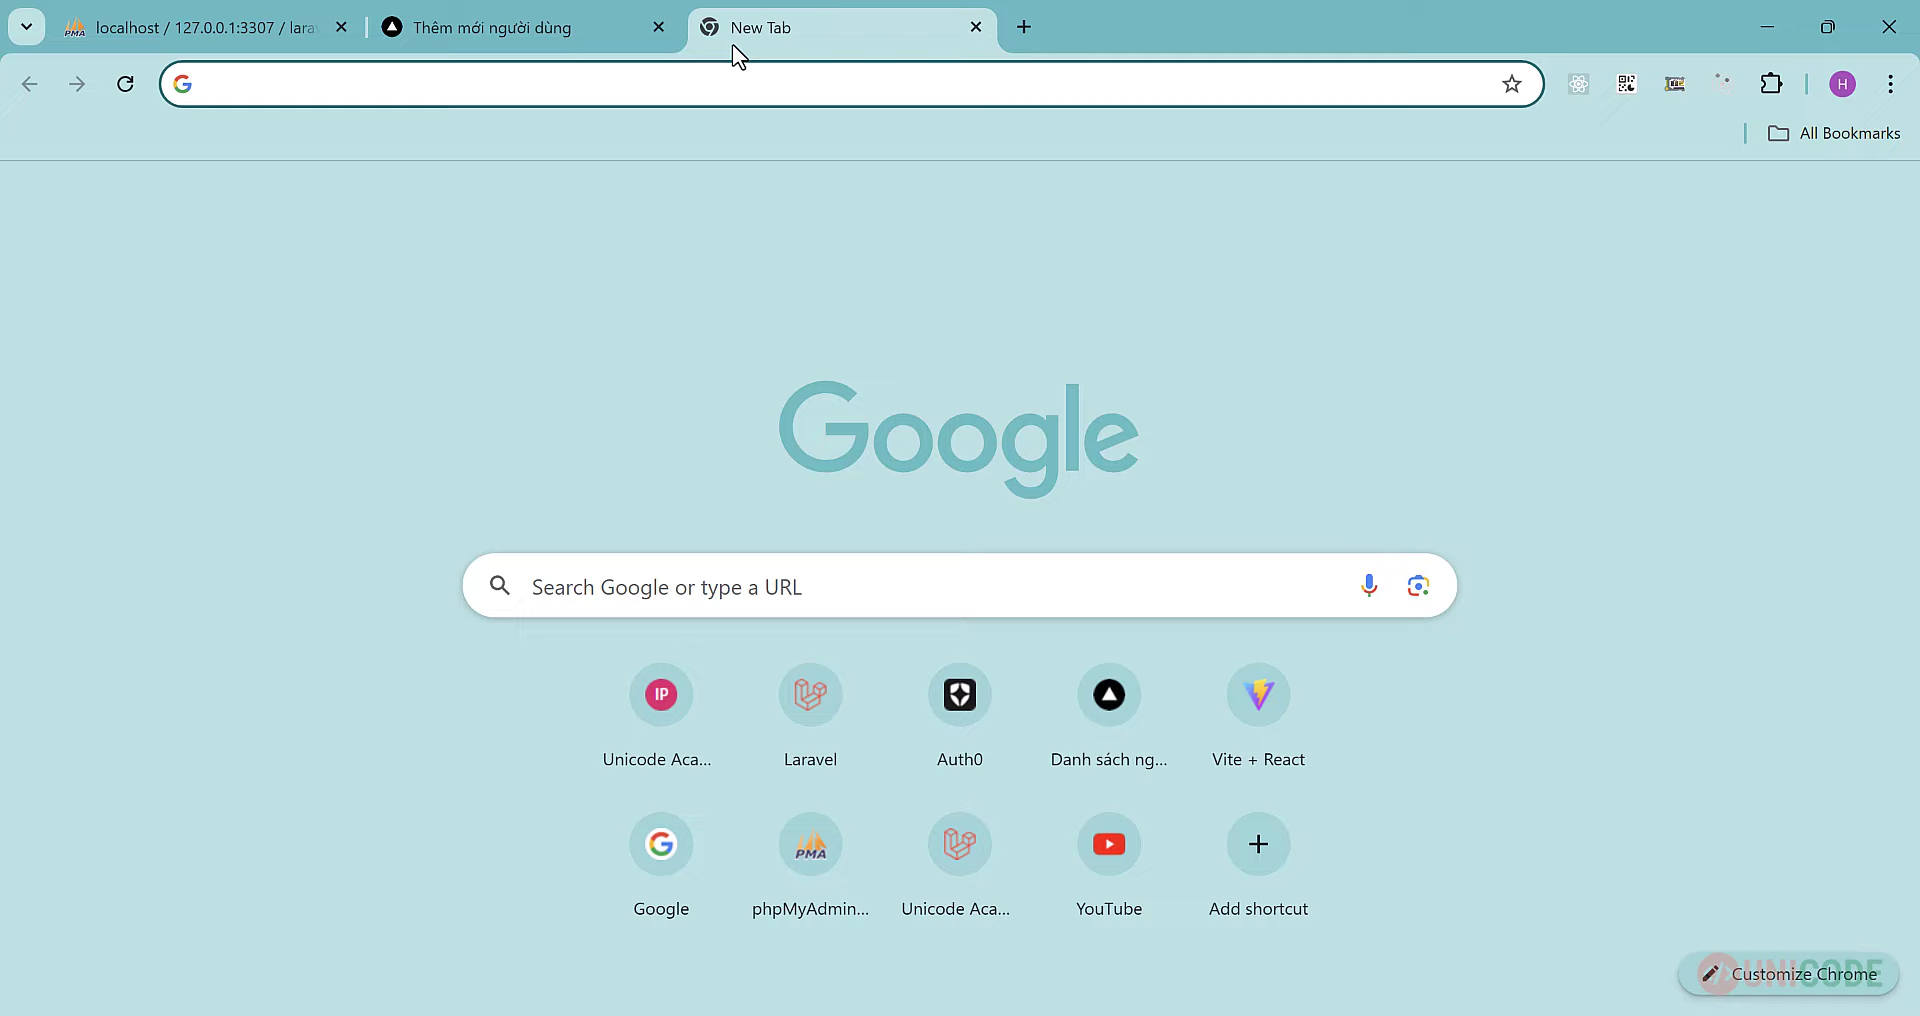 localhost / 127.0.0.1:3307 / lara
Thêm mới người dùng
New Tab
H
All Bookmarks
Google
Search Google or type a URL
IP
Unicode Aca...
Laravel
Auth0
Danh sách ng...
Vite + React
PMA
Google
phpMyAdmin...
Unicode Aca...
YouTube
Add shortcut
Customize Chrome
UNICODE